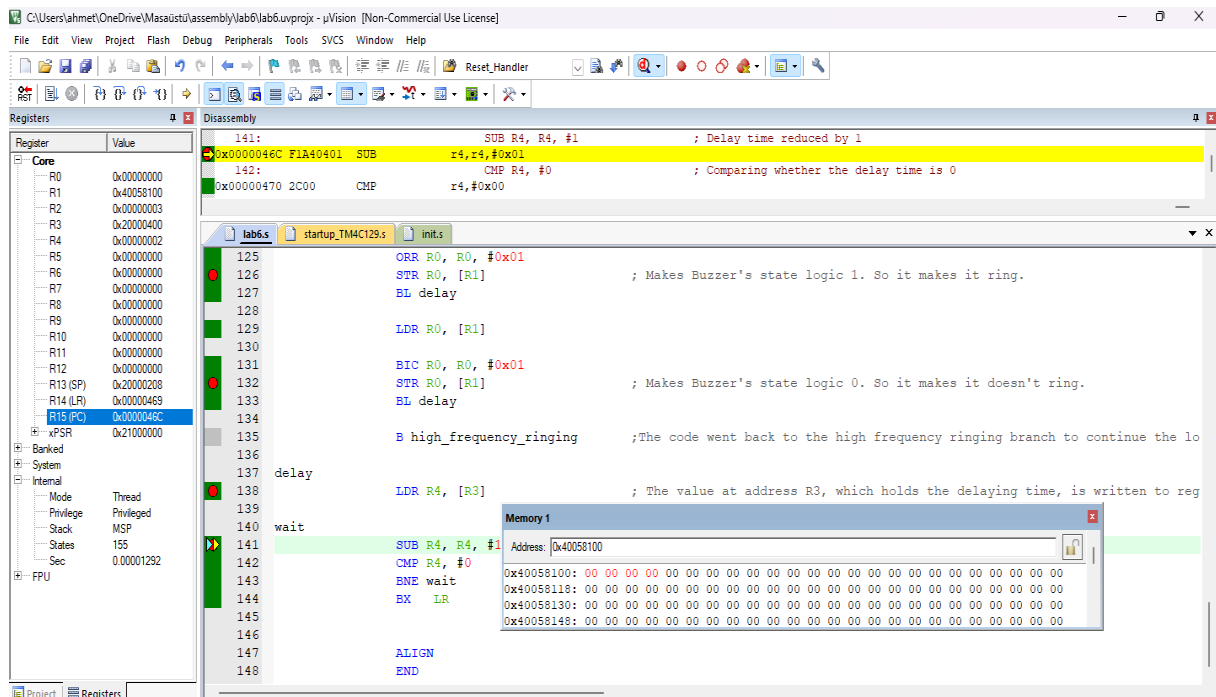 C:\Users\ahmet\OneDrive\Masaüstü\assembly\lab6\lab6.uvprojx - µVision [Non-Commercial Use License]
File Edit View Project Flash Debug Peripherals Tools SVCS Window Help
Reset_Handler
RST
Registers
Register Value
Core
R0 0x00000000
R1 0x40058100
R2 0x00000003
R3 0x20000400
R4 0x00000002
R5 0x00000000
R6 0x00000000
R7 0x00000000
R8 0x00000000
R9 0x00000000
R10 0x00000000
R11 0x00000000
R12 0x00000000
R13 (SP) 0x20000208
R14 (LR) 0x00000469
R15 (PC) 0x0000046C
xPSR 0x21000000
Banked
System
Internal
Mode Thread
Privilege Privileged
Stack MSP
States 155
Sec 0.00001292
FPU
Project Registers
Disassembly
141: SUB R4, R4, #1 ; Delay time reduced by 1
0x0000046C F1A40401 SUB r4,r4,#0x01
142: CMP R4, #0 ; Comparing whether the delay time is 0
0x00000470 2C00 CMP r4,#0x00
lab6.s startup_TM4C129.s init.s
125 ORR R0, R0, #0x01
126 STR R0, [R1] ; Makes Buzzer's state logic 1. So it makes it ring.
127 BL delay
128
129 LDR R0, [R1]
130
131 BIC R0, R0, #0x01
132 STR R0, [R1] ; Makes Buzzer's state logic 0. So it makes it doesn't ring.
133 BL delay
134
135 B high_frequency_ringing ;The code went back to the high frequency ringing branch to continue the lo
136
137 delay
138 LDR R4, [R3] ; The value at address R3, which holds the delaying time, is written to reg
139
140 wait
141 SUB R4, R4, #1
142 CMP R4, #0
143 BNE wait
144 BX LR
145
146
147 ALIGN
148 END
Memory 1
Address: 0x40058100
0x40058100: 00 00 00 00 00 00 00 00 00 00 00 00 00 00 00 00 00 00 00 00 00 00 00 00
0x40058118: 00 00 00 00 00 00 00 00 00 00 00 00 00 00 00 00 00 00 00 00 00 00 00 00
0x40058130: 00 00 00 00 00 00 00 00 00 00 00 00 00 00 00 00 00 00 00 00 00 00 00 00
0x40058148: 00 00 00 00 00 00 00 00 00 00 00 00 00 00 00 00 00 00 00 00 00 00 00 00